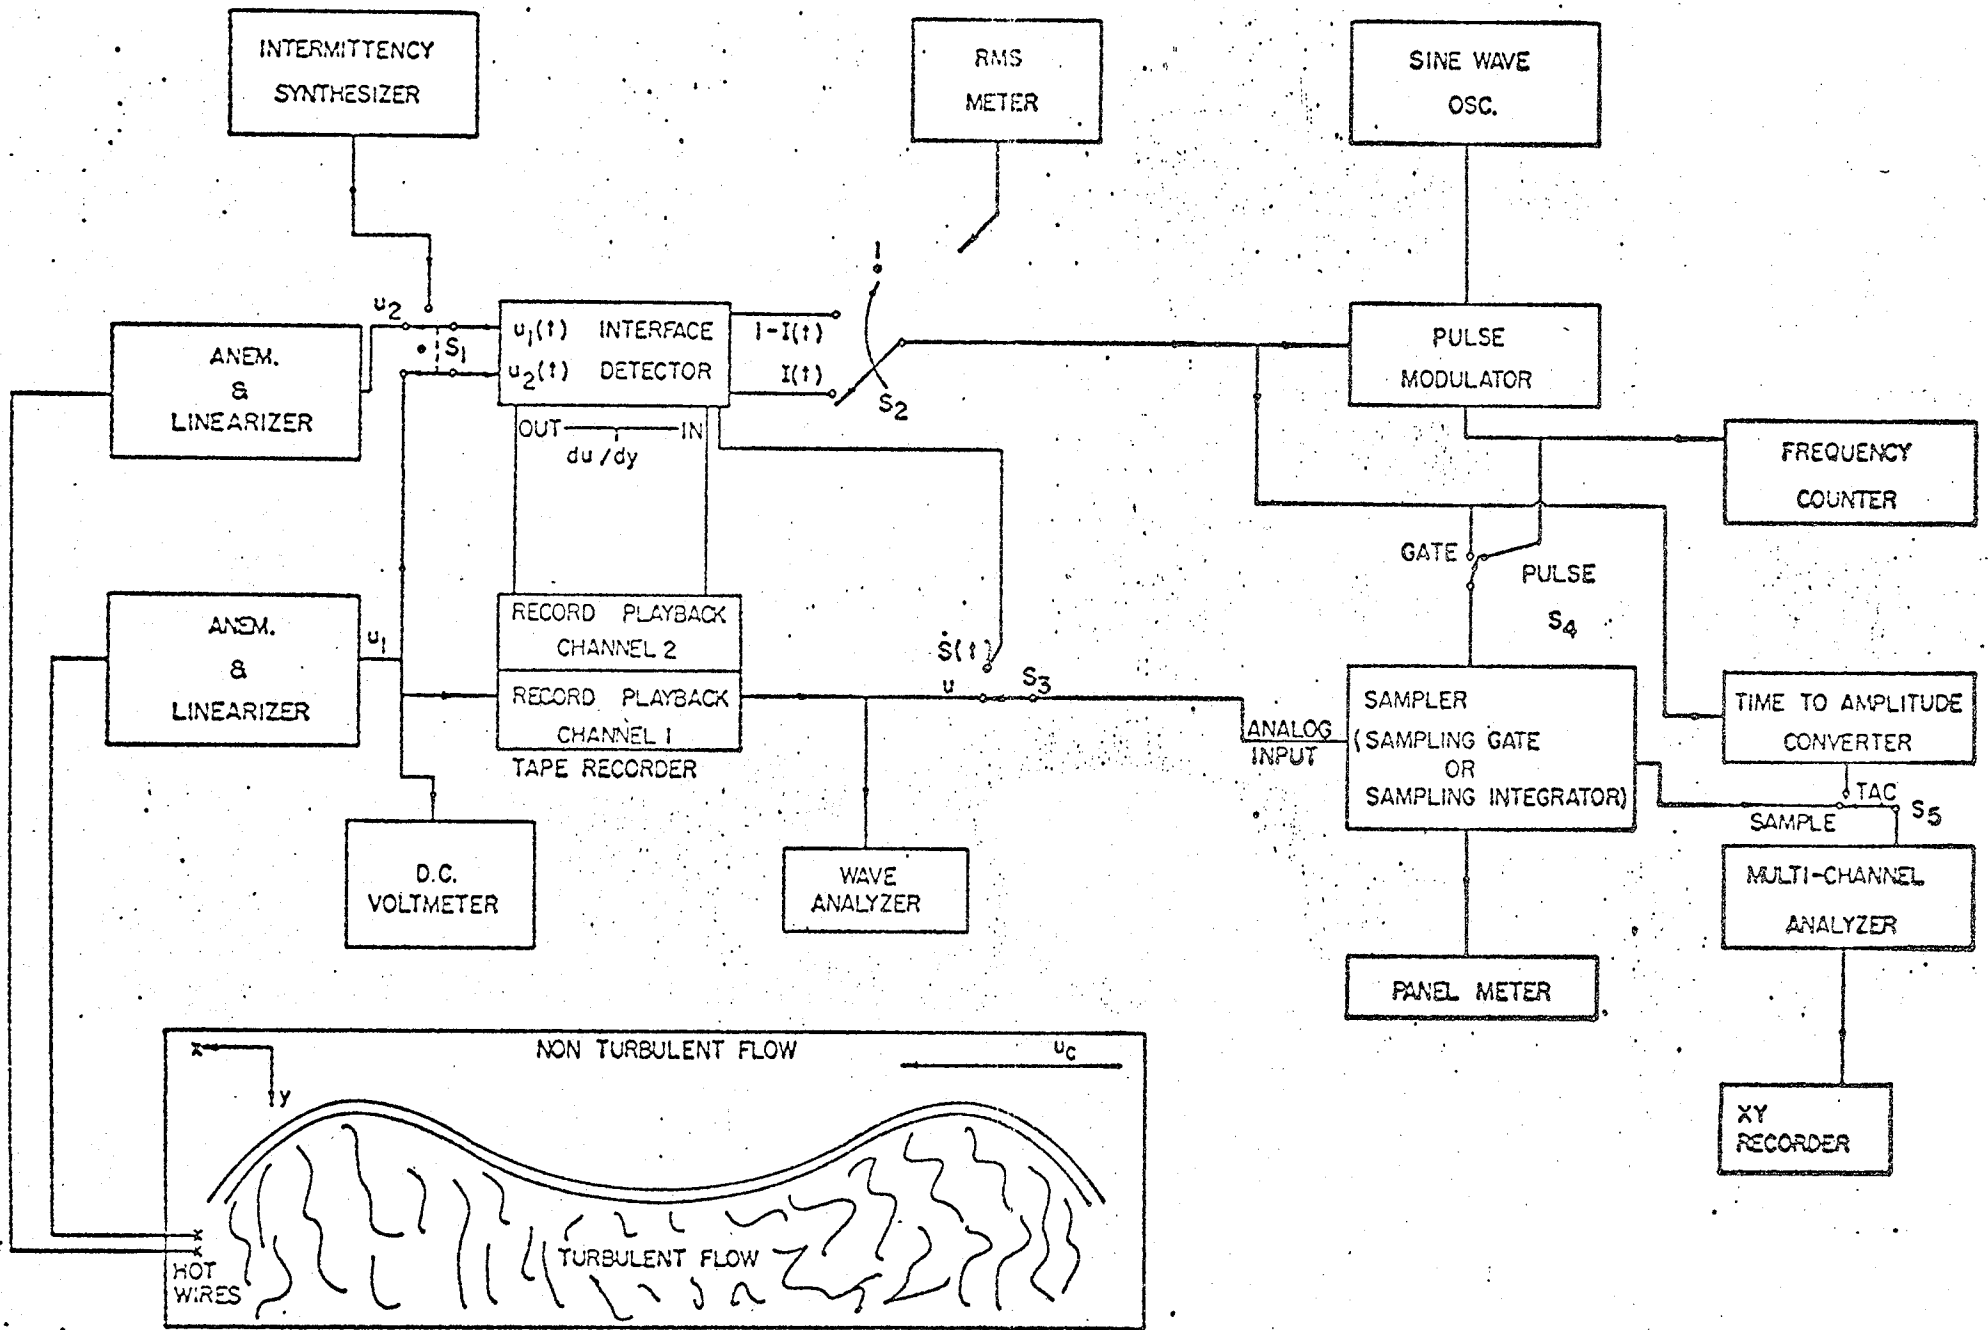 INTERMITTENCY
SYNTHESIZER
RMS
METER
SINE WAVE
OSC.
u2
S1
ANEM.
&
LINEARIZER
u1(t) INTERFACE
u2(t) DETECTOR
1-I(t)
I(t)
1
S2
PULSE
MODULATOR
OUT IN
du/dy
FREQUENCY
COUNTER
GATE
PULSE
S4
ANEM.
&
LINEARIZER
u1
RECORD PLAYBACK
CHANNEL 2
RECORD PLAYBACK
CHANNEL 1
TAPE RECORDER
Ṡ(t)
u
S3
ANALOG
INPUT
SAMPLER
(SAMPLING GATE
OR
SAMPLING INTEGRATOR)
TIME TO AMPLITUDE
CONVERTER
TAC
SAMPLE
S5
D.C.
VOLTMETER
WAVE
ANALYZER
MULTI-CHANNEL
ANALYZER
PANEL METER
XY
RECORDER
x
y
NON TURBULENT FLOW
uc
TURBULENT FLOW
HOT
WIRES